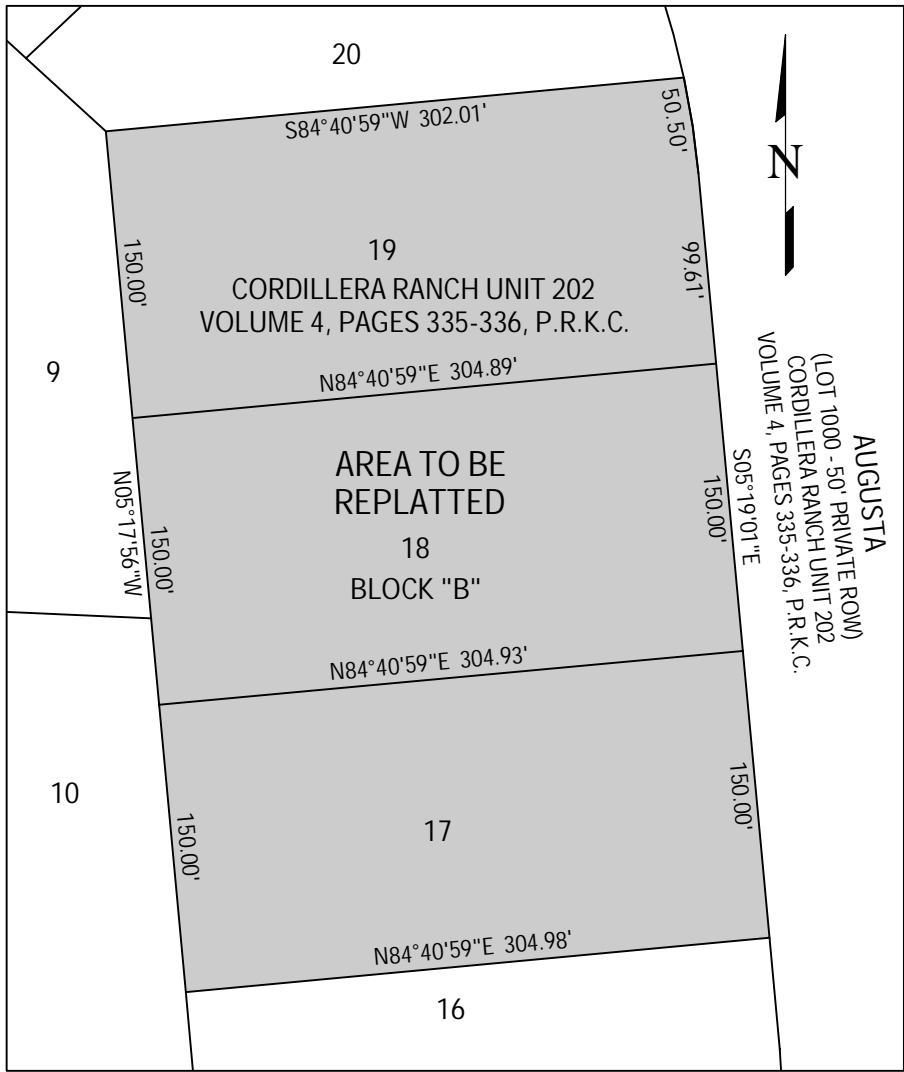 20
S84°40'59"W 302.01'
50.50'
N
150.00'
19
CORDILLERA RANCH UNIT 202
VOLUME 4, PAGES 335-336, P.R.K.C.
99.61'
9
N84°40'59"E 304.89'
AUGUSTA
(LOT 1000 - 50' PRIVATE ROW)
CORDILLERA RANCH UNIT 202
VOLUME 4, PAGES 335-336, P.R.K.C.
AREA TO BE
REPLATTED
18
BLOCK "B"
N05°17'56"W
150.00'
150.00'
S05°19'01"E
N84°40'59"E 304.93'
10
150.00'
17
150.00'
N84°40'59"E 304.98'
16